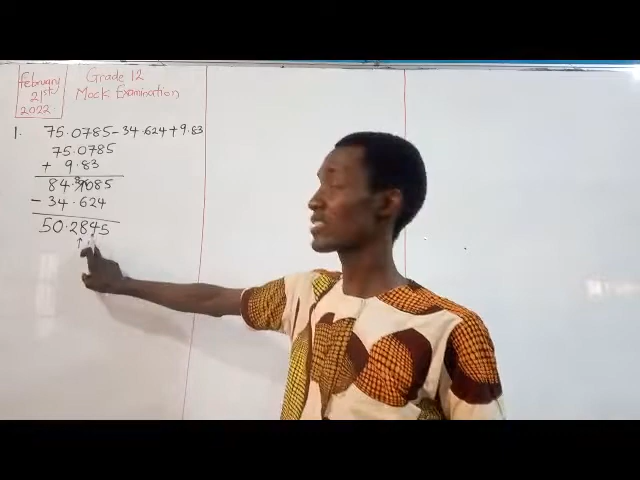 february
21st
2022
Grade 12
Mock Examination
1. 75.0785-34.624+9.83
75.0785
+ 9.83
84.9085
- 34.624
50.2845